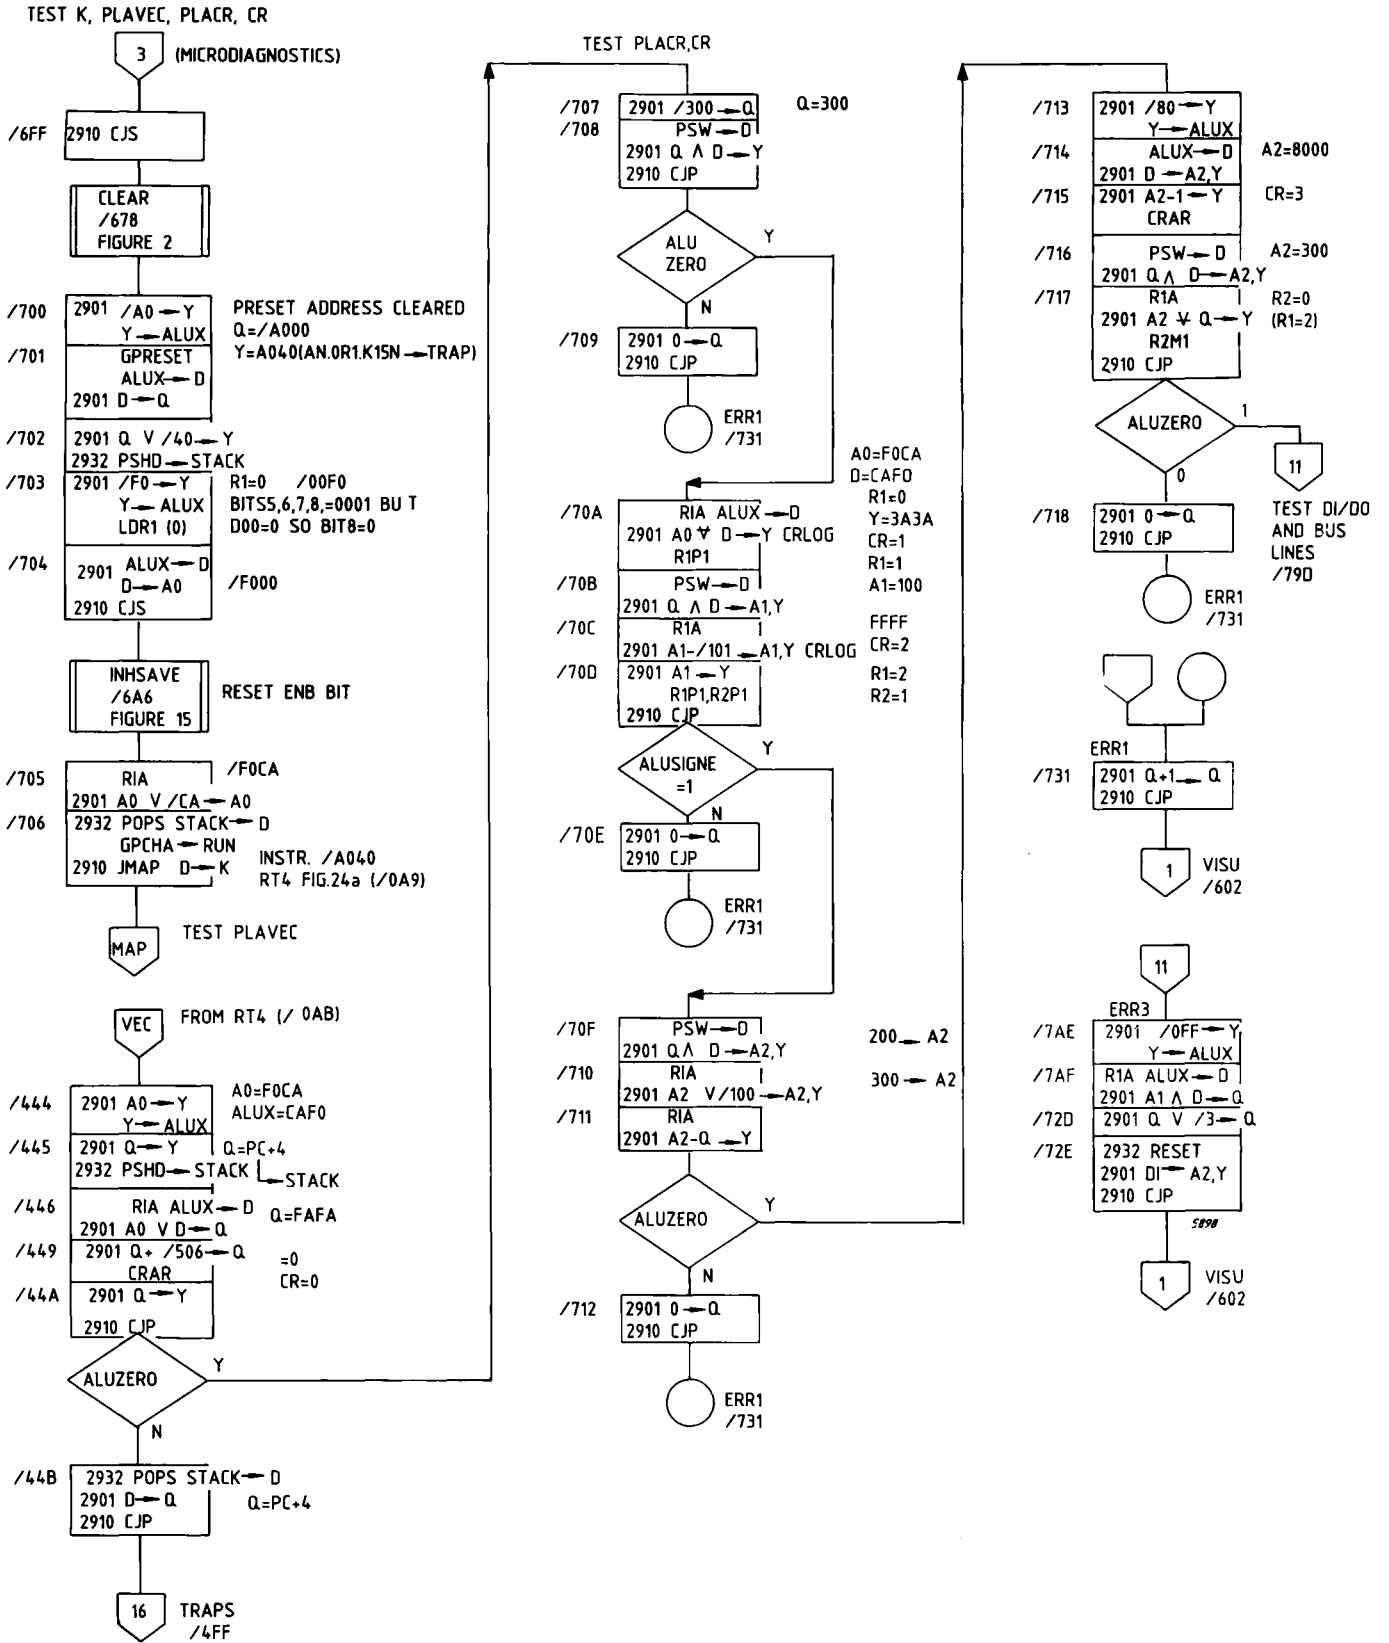 TEST K, PLAVEC, PLACR, CR
3 (MICRODIAGNOSTICS)
/6FF 2910 CJS
CLEAR
/678
FIGURE 2
/700 2901 /A0→Y PRESET ADDRESS CLEARED
Y→ALUX Q=/A000
/701 GPRESET Y=A040(AN.0R1.K15N→TRAP)
ALUX→D
2901 D→Q
/702 2901 Q V /40→Y
2932 PSHD→STACK
/703 2901 /F0→Y R1=0 /00F0
Y→ALUX BITS5,6,7,8,=0001 BU T
LDR1 (0) D00=0 SO BIT8=0
/704 2901 ALUX→D
D→A0 /F000
2910 CJS
INHSAVE
/6A6 RESET ENB BIT
FIGURE 15
/705 RIA /F0CA
2901 A0 V /CA→A0
/706 2932 POPS STACK→D
GPCHA→RUN
2910 JMAP D→K INSTR. /A040
RT4 FIG.24a (/0A9)
MAP TEST PLAVEC
VEC FROM RT4 (/ 0AB)
/444 2901 A0→Y A0=F0CA
Y→ALUX ALUX=CAF0
/445 2901 Q→Y Q=PC+4
2932 PSHD→STACK →STACK
/446 RIA ALUX→D Q=FAFA
2901 A0 V D→Q
/449 2901 Q+ /506→Q =0
CRAR CR=0
/44A 2901 Q→Y
2910 CJP
ALUZERO Y
N
/44B 2932 POPS STACK→D
2901 D→Q Q=PC+4
2910 CJP
16 TRAPS
/4FF
TEST PLACR,CR
/707 2901 /300→Q Q=300
/708 PSW→D
2901 Q Λ D→Y
2910 CJP
ALU
ZERO Y
N
/709 2901 0→Q
2910 CJP
ERR1
/731
A0=F0CA
D=CAF0
R1=0
Y=3A3A
CR=1
R1=1
A1=100
/70A RIA ALUX→D
2901 A0 ∀ D→Y CRLOG
R1P1
/70B PSW→D
2901 Q Λ D→A1,Y
/70C R1A FFFF
2901 A1-/101→A1,Y CRLOG CR=2
/70D 2901 A1→Y R1=2
R1P1,R2P1 R2=1
2910 CJP
ALUSIGNE
=1 Y
N
/70E 2901 0→Q
2910 CJP
ERR1
/731
/70F PSW→D 200→A2
2901 Q Λ D→A2,Y
/710 RIA 300→A2
2901 A2 V/100→A2,Y
/711 RIA
2901 A2-Q→Y
ALUZERO Y
N
/712 2901 0→Q
2910 CJP
ERR1
/731
/713 2901 /80→Y
Y→ALUX
/714 ALUX→D A2=8000
2901 D→A2,Y
/715 2901 A2-1→Y CR=3
CRAR
/716 PSW→D A2=300
2901 Q Λ D→A2,Y
/717 R1A R2=0
2901 A2 ∀ Q→Y (R1=2)
R2M1
2910 CJP
ALUZERO 1
0
11
TEST DI/DO
AND BUS
LINES
/79D
/718 2901 0→Q
2910 CJP
ERR1
/731
ERR1
/731 2901 Q+1→Q
2910 CJP
1 VISU
/602
11
ERR3
/7AE 2901 /0FF→Y
Y→ALUX
/7AF R1A ALUX→D
2901 A1 Λ D→Q
/72D 2901 Q V /3→Q
/72E 2932 RESET
2901 DI→A2,Y
2910 CJP
5898
1 VISU
/602